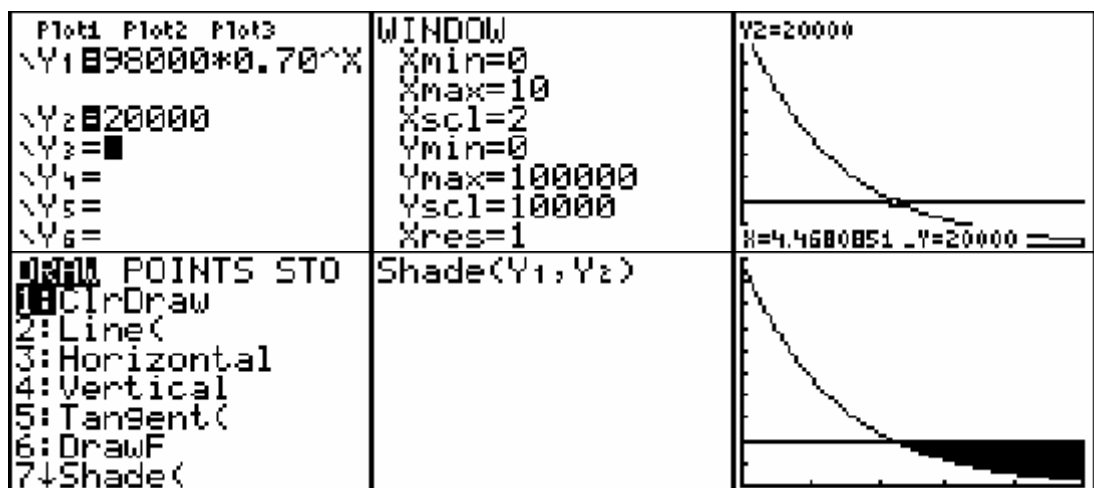 Plot1 Plot2 Plot3
\Y1=98000*0.70^X
\Y2=20000
\Y3=
\Y4=
\Y5=
\Y6=
WINDOW
Xmin=0
Xmax=10
Xscl=2
Ymin=0
Ymax=100000
Yscl=10000
Xres=1
Y2=20000
X=4.4680851 Y=20000
DRAW POINTS STO
1:ClrDraw
2:Line(
3:Horizontal
4:Vertical
5:Tangent(
6:DrawF
7↓Shade(
Shade(Y1,Y2)